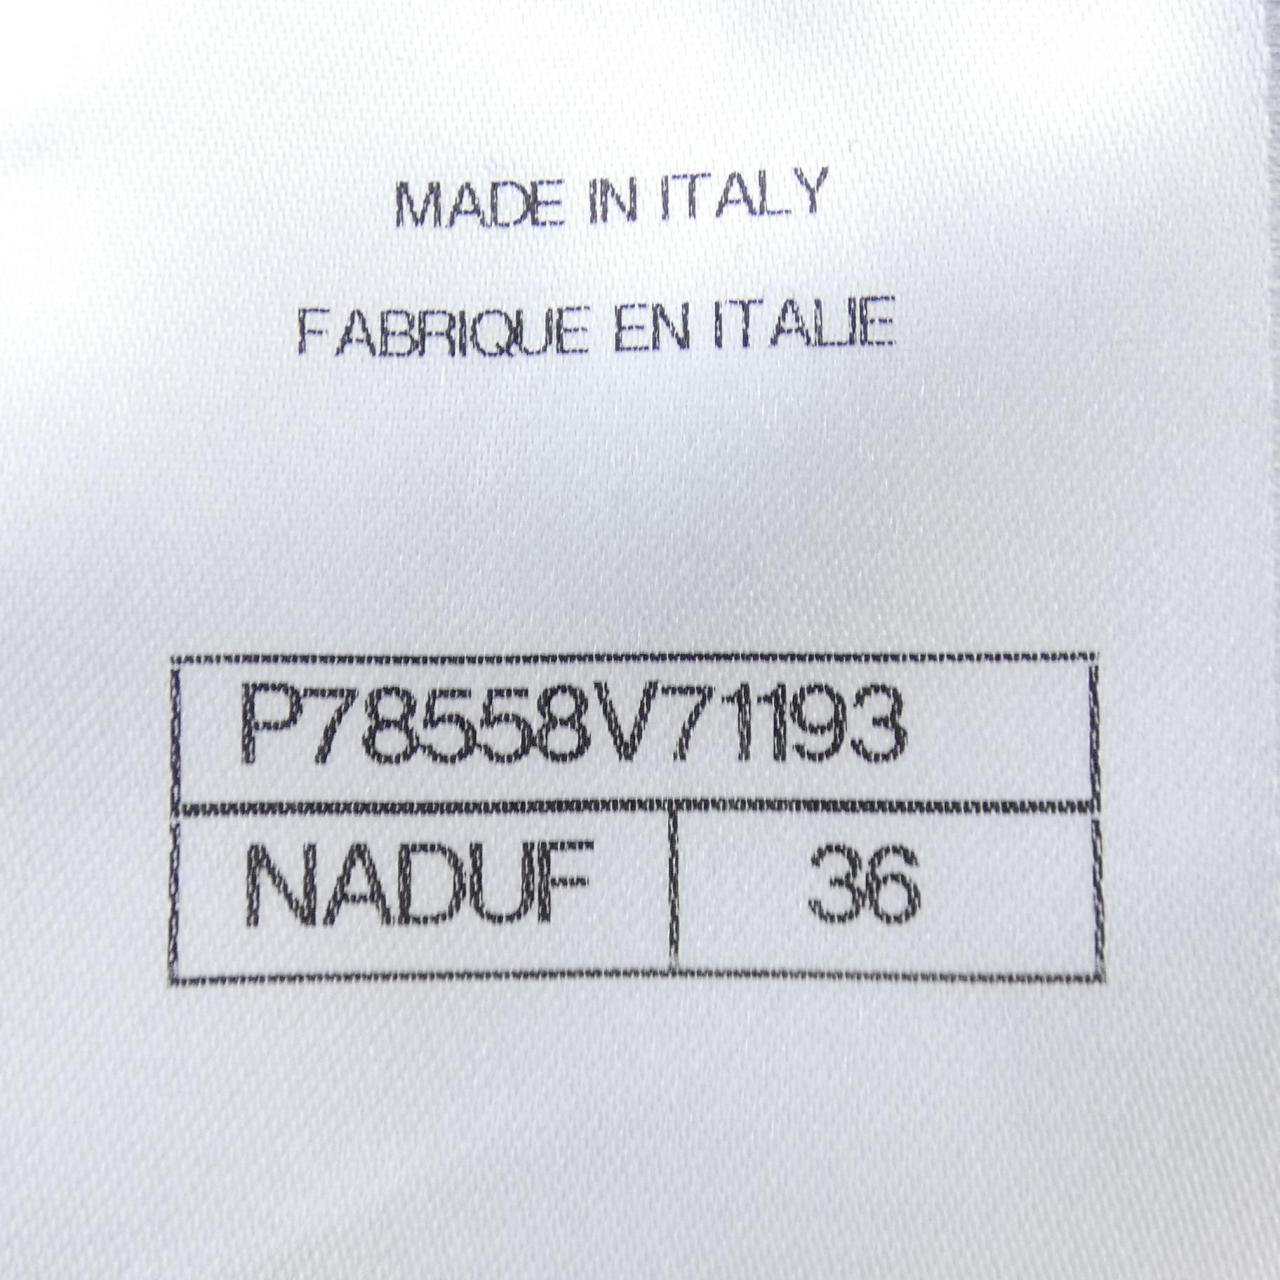 MADE IN ITALY
FABRIQUE EN ITALIE
P78558V71193
NADUF 36